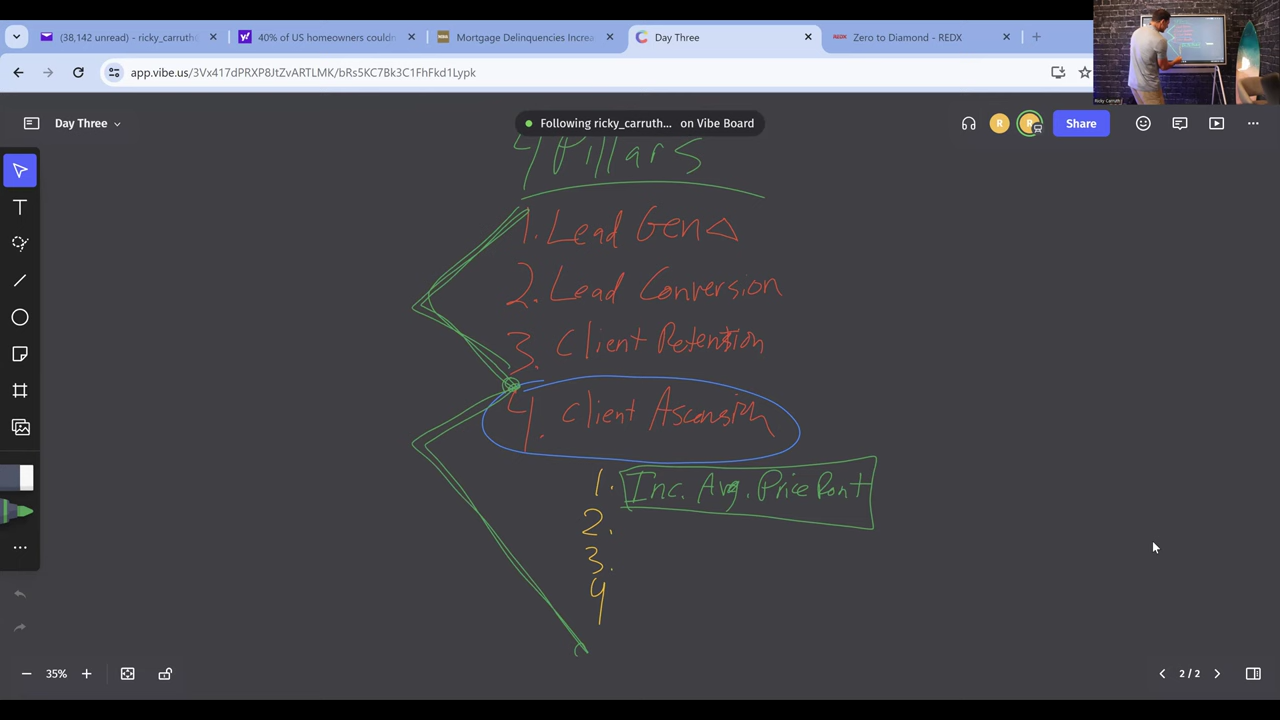 (38,142 unread) - ricky_carruth(
40% of US homeowners could
Mortgage Delinquencies Increa
Day Three
Zero to Diamond - REDX
app.vibe.us/3Vx417dPRXP8JtZvARTLMK/bRs5KC7Bk3C1FhFkd1Lypk
Ricky Carruth
Day Three
Following ricky_carruth... on Vibe Board
R
R
Share
4 Pillars
1. Lead Gen
2. Lead Conversion
3. Client Retention
4. Client Ascension
1. Inc. Avg. Price Point
2.
3.
4
35%
2 / 2